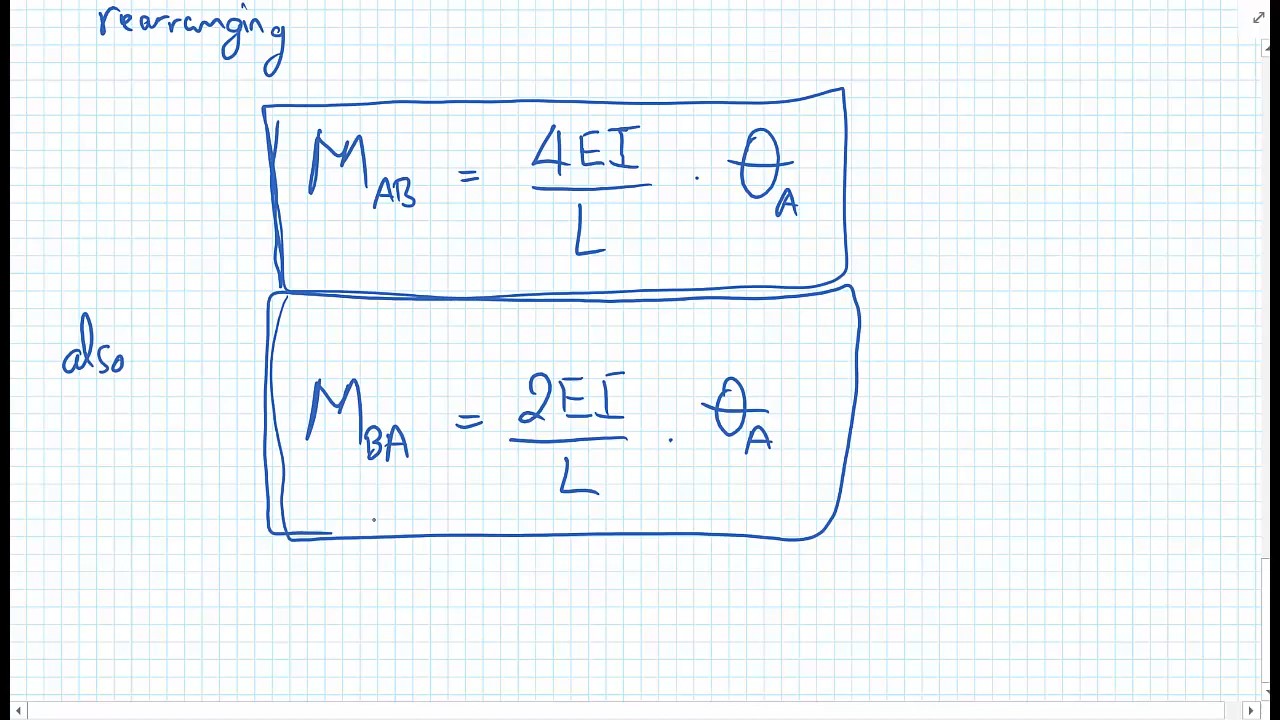 rearranging
M_AB = 4EI/L . θ_A
also
M_BA = 2EI/L . θ_A